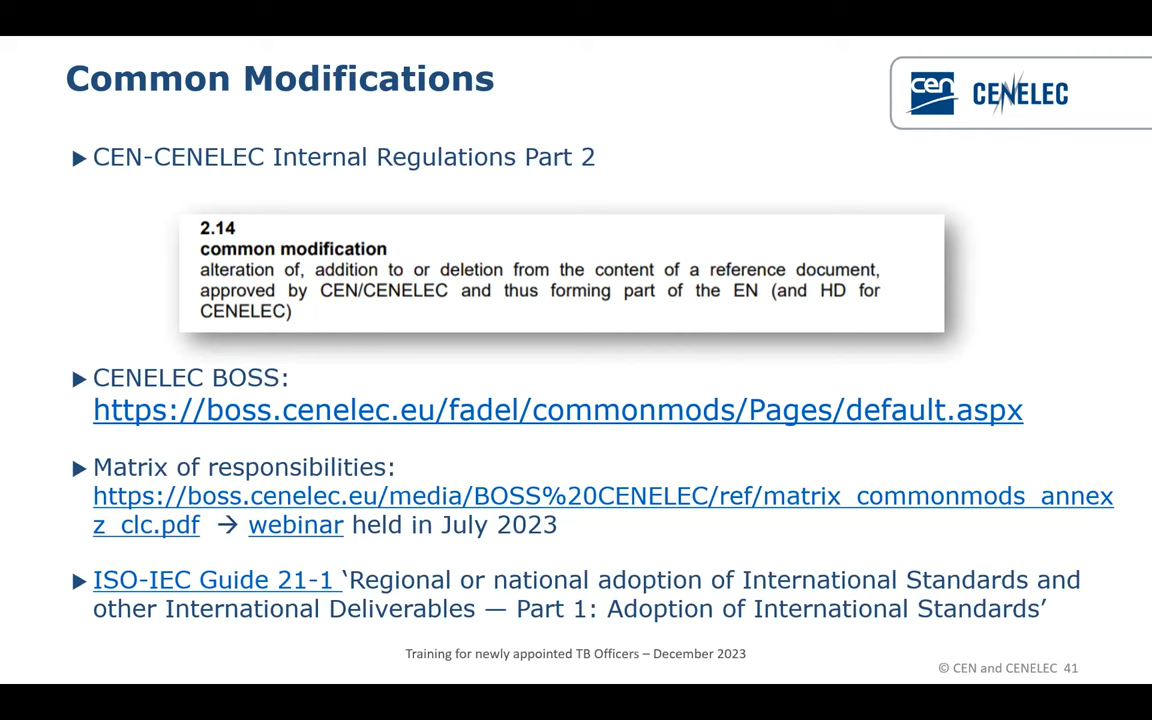 Common Modifications
cen CENELEC
▶ CEN-CENELEC Internal Regulations Part 2
2.14
common modification
alteration of, addition to or deletion from the content of a reference document,
approved by CEN/CENELEC and thus forming part of the EN (and HD for
CENELEC)
▶ CENELEC BOSS:
https://boss.cenelec.eu/fadel/commonmods/Pages/default.aspx
▶ Matrix of responsibilities:
https://boss.cenelec.eu/media/BOSS%20CENELEC/ref/matrix_commonmods_annex
z_clc.pdf → webinar held in July 2023
▶ ISO-IEC Guide 21-1 ‘Regional or national adoption of International Standards and
other International Deliverables — Part 1: Adoption of International Standards’
Training for newly appointed TB Officers – December 2023
© CEN and CENELEC 41